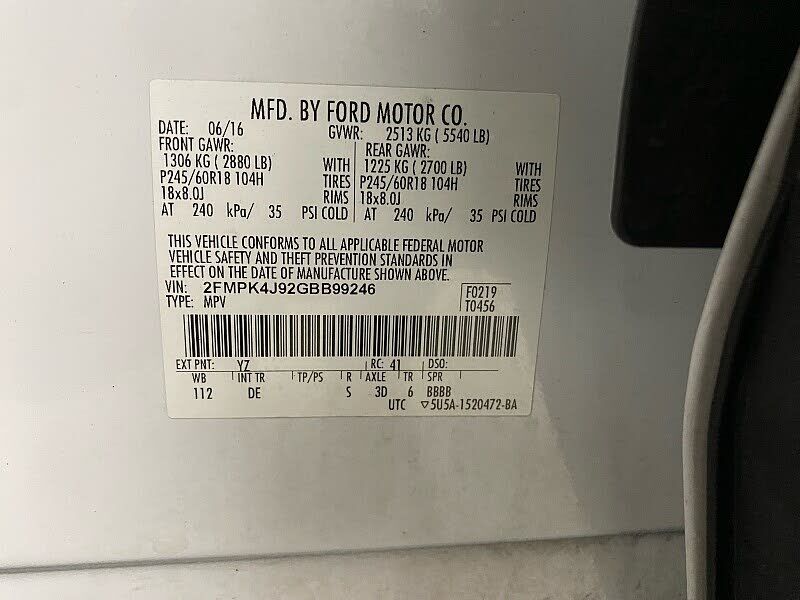 MFD. BY FORD MOTOR CO.
DATE: 06/16 GVWR: 2513 KG ( 5540 LB)
FRONT GAWR: REAR GAWR:
1306 KG ( 2880 LB) WITH 1225 KG ( 2700 LB) WITH
P245/60R18 104H TIRES P245/60R18 104H TIRES
18x8.0J RIMS 18x8.0J RIMS
AT 240 kPa/ 35 PSI COLD AT 240 kPa/ 35 PSI COLD
THIS VEHICLE CONFORMS TO ALL APPLICABLE FEDERAL MOTOR
VEHICLE SAFETY AND THEFT PREVENTION STANDARDS IN
EFFECT ON THE DATE OF MANUFACTURE SHOWN ABOVE.
VIN: 2FMPK4J92GBB99246 F0219
TYPE: MPV T0456
EXT PNT: YZ RC: 41 DSO:
WB INT TR TP/PS R AXLE TR SPR
112 DE S 3D 6 BBBB
UTC ▽5U5A-1520472-BA